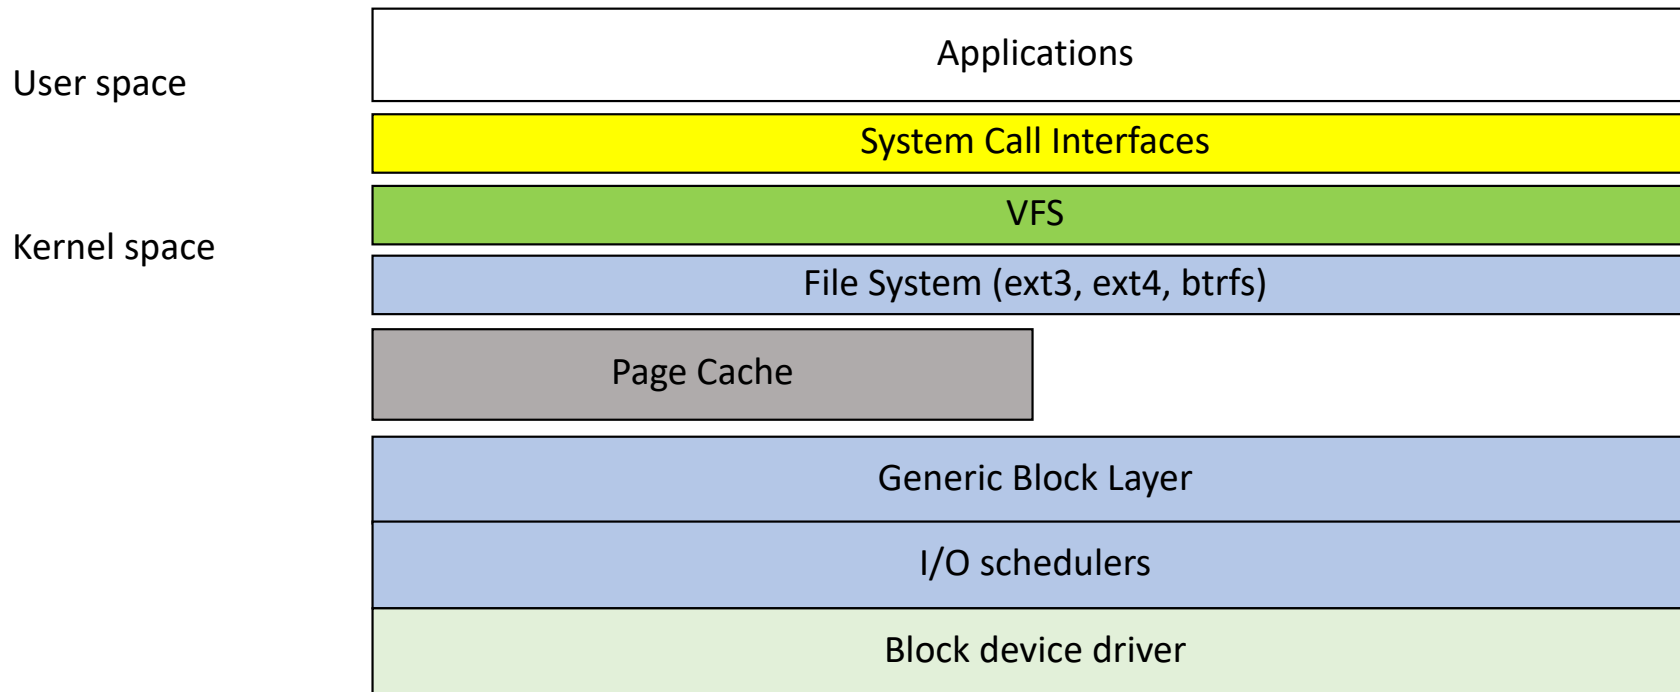 Applications
User space
System Call Interfaces
VFS
Kernel space
File System (ext3, ext4, btrfs)
Page Cache
Generic Block Layer
I/O schedulers
Block device driver